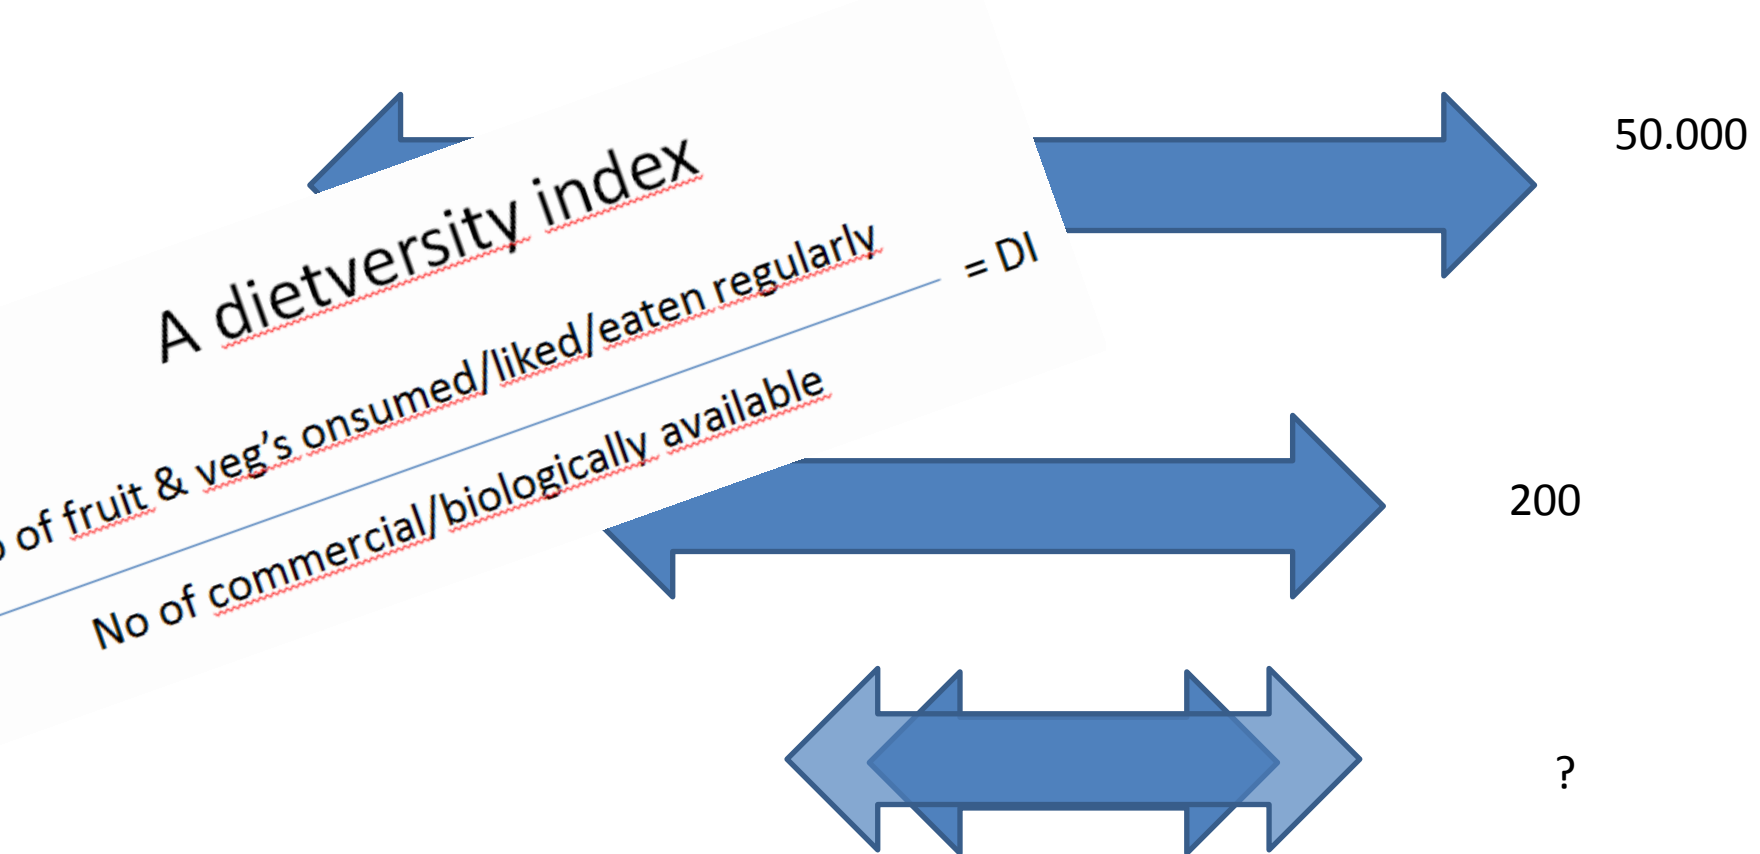 A dietversity index
of fruit & veg's onsumed/liked/eaten regularly
= DI
No of commercial/biologically available
50.000
200
?